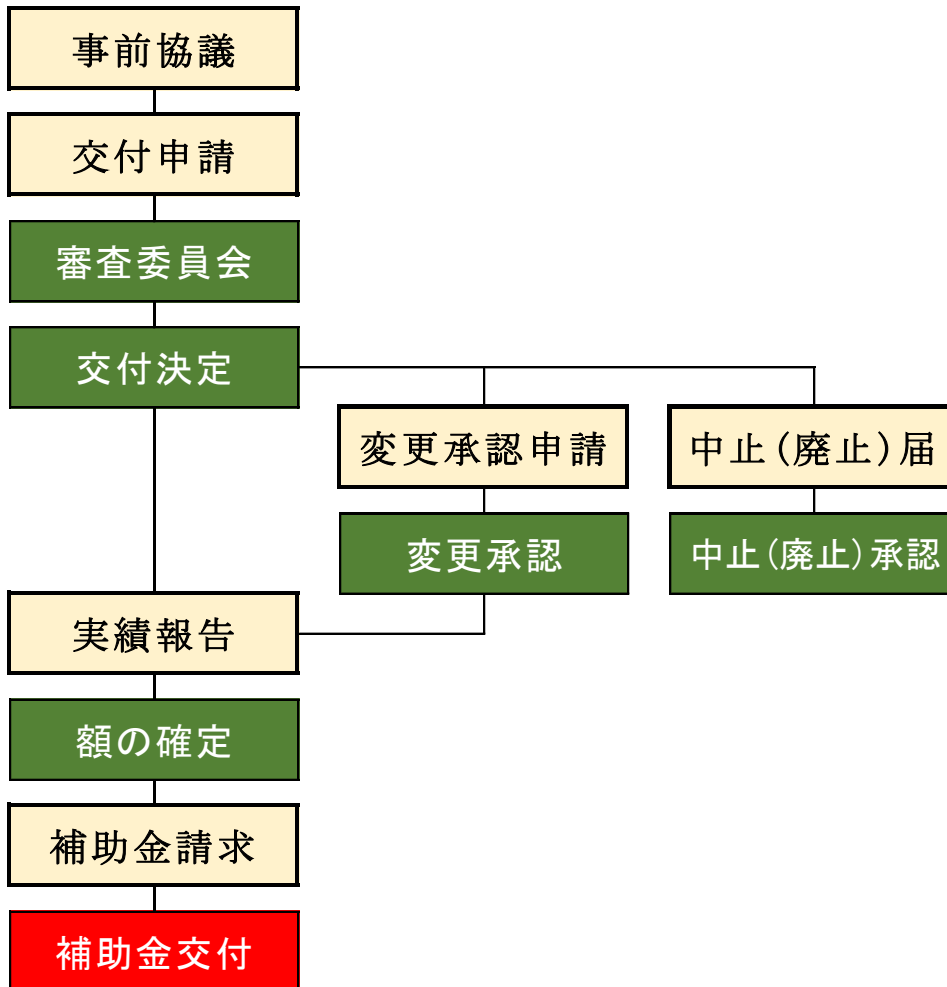 事前協議
交付申請
審査委員会
交付決定
変更承認申請
中止(廃止)届
変更承認
中止(廃止)承認
実績報告
額の確定
補助金請求
補助金交付